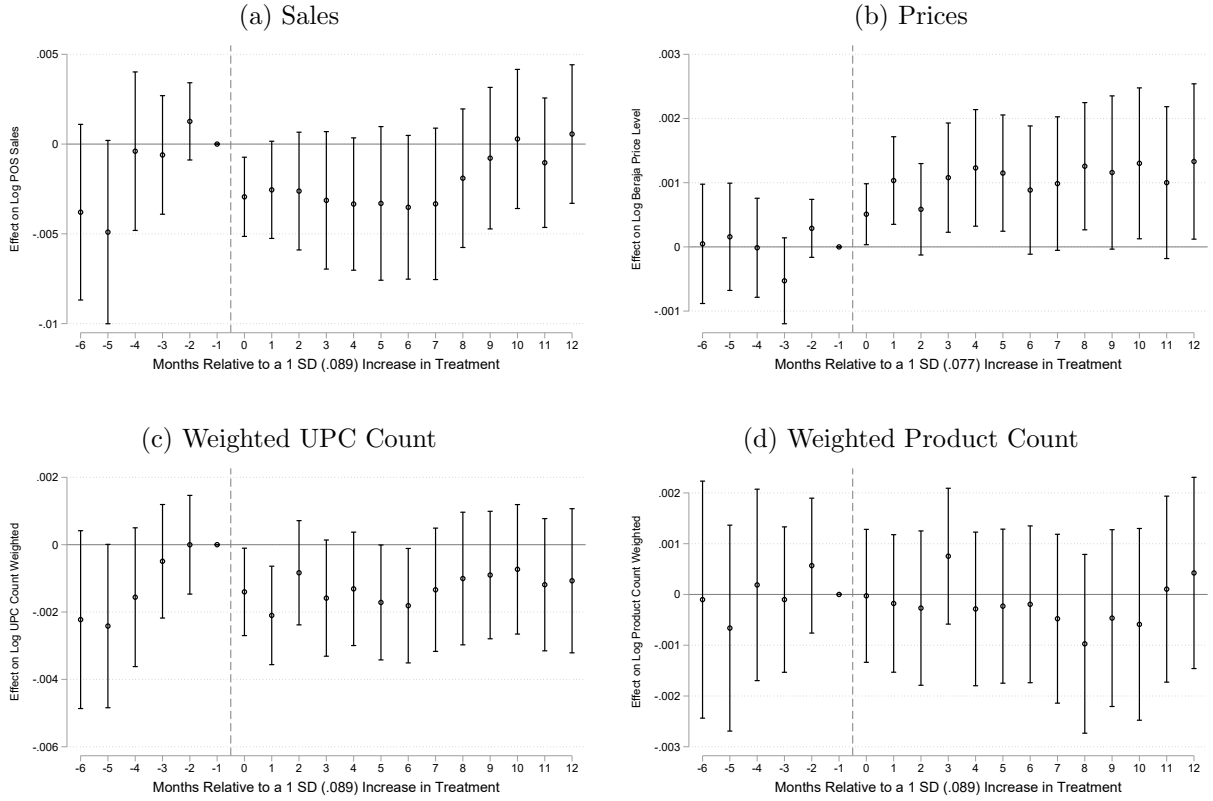 (a) Sales
.005
0
-.005
-.01
Effect on Log POS Sales
-6 -5 -4 -3 -2 -1 0 1 2 3 4 5 6 7 8 9 10 11 12
Months Relative to a 1 SD (.089) Increase in Treatment
(b) Prices
.003
.002
.001
0
-.001
Effect on Log Beraja Price Level
-6 -5 -4 -3 -2 -1 0 1 2 3 4 5 6 7 8 9 10 11 12
Months Relative to a 1 SD (.077) Increase in Treatment
(c) Weighted UPC Count
.002
0
-.002
-.004
-.006
Effect on Log UPC Count Weighted
-6 -5 -4 -3 -2 -1 0 1 2 3 4 5 6 7 8 9 10 11 12
Months Relative to a 1 SD (.089) Increase in Treatment
(d) Weighted Product Count
.002
.001
0
-.001
-.002
-.003
Effect on Log Product Count Weighted
-6 -5 -4 -3 -2 -1 0 1 2 3 4 5 6 7 8 9 10 11 12
Months Relative to a 1 SD (.089) Increase in Treatment